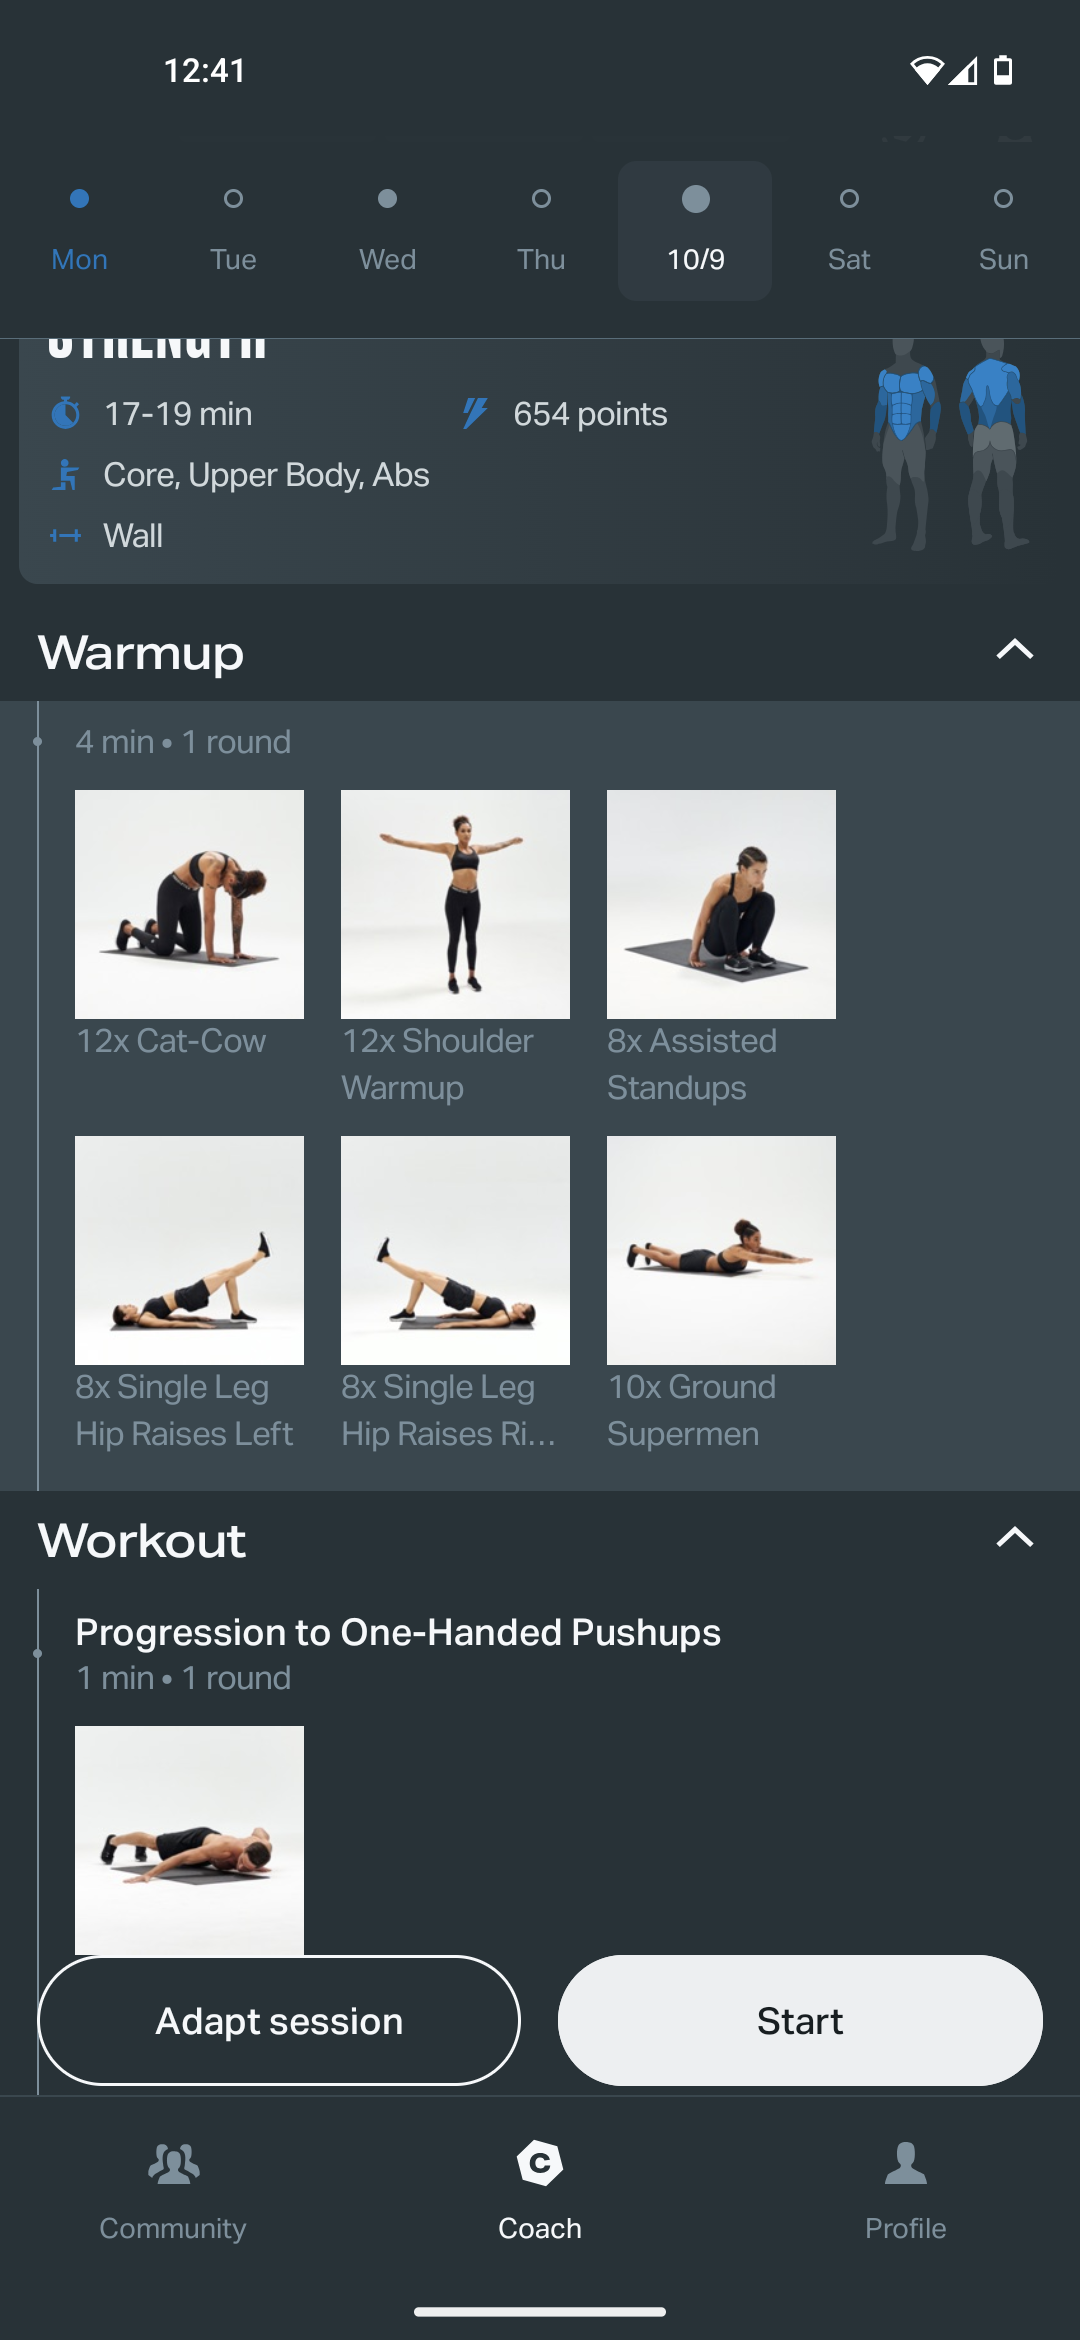 12:41
Mon
Tue
Wed
Thu
10/9
Sat
Sun
STRENGTH
17-19 min
654 points
Core, Upper Body, Abs
Wall
Warmup
4 min • 1 round
12x Cat-Cow
12x Shoulder
Warmup
8x Assisted
Standups
8x Single Leg
Hip Raises Left
8x Single Leg
Hip Raises Ri...
10x Ground
Supermen
Workout
Progression to One-Handed Pushups
1 min • 1 round
Adapt session
Start
Community
C
Coach
Profile